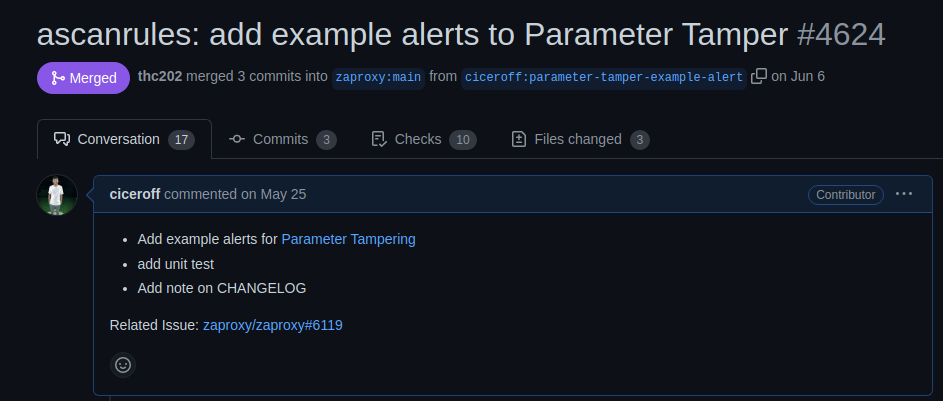 ascanrules: add example alerts to Parameter Tamper #4624
Merged thc202 merged 3 commits into zaproxy:main from ciceroff:parameter-tamper-example-alert on Jun 6
Conversation 17 Commits 3 Checks 10 Files changed 3
ciceroff commented on May 25 Contributor
Add example alerts for Parameter Tampering
add unit test
Add note on CHANGELOG
Related Issue: zaproxy/zaproxy#6119